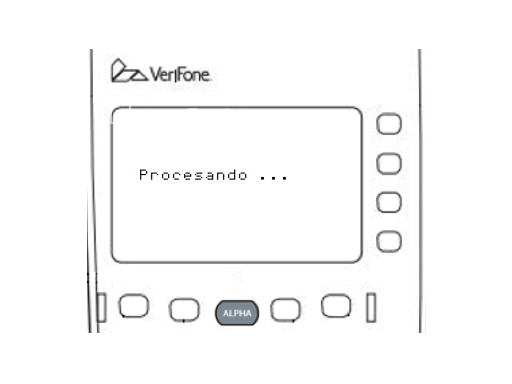 VeriFone.
Procesando ...
ALPHA